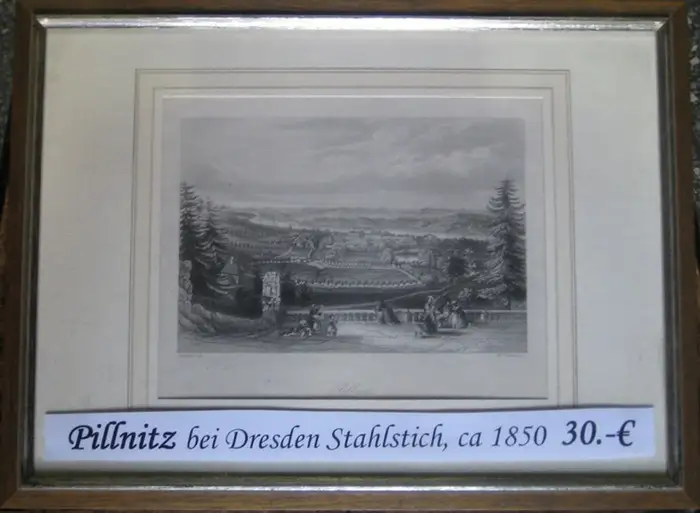 Pillnitz bei Dresden Stahlstich, ca 1850 30.-€